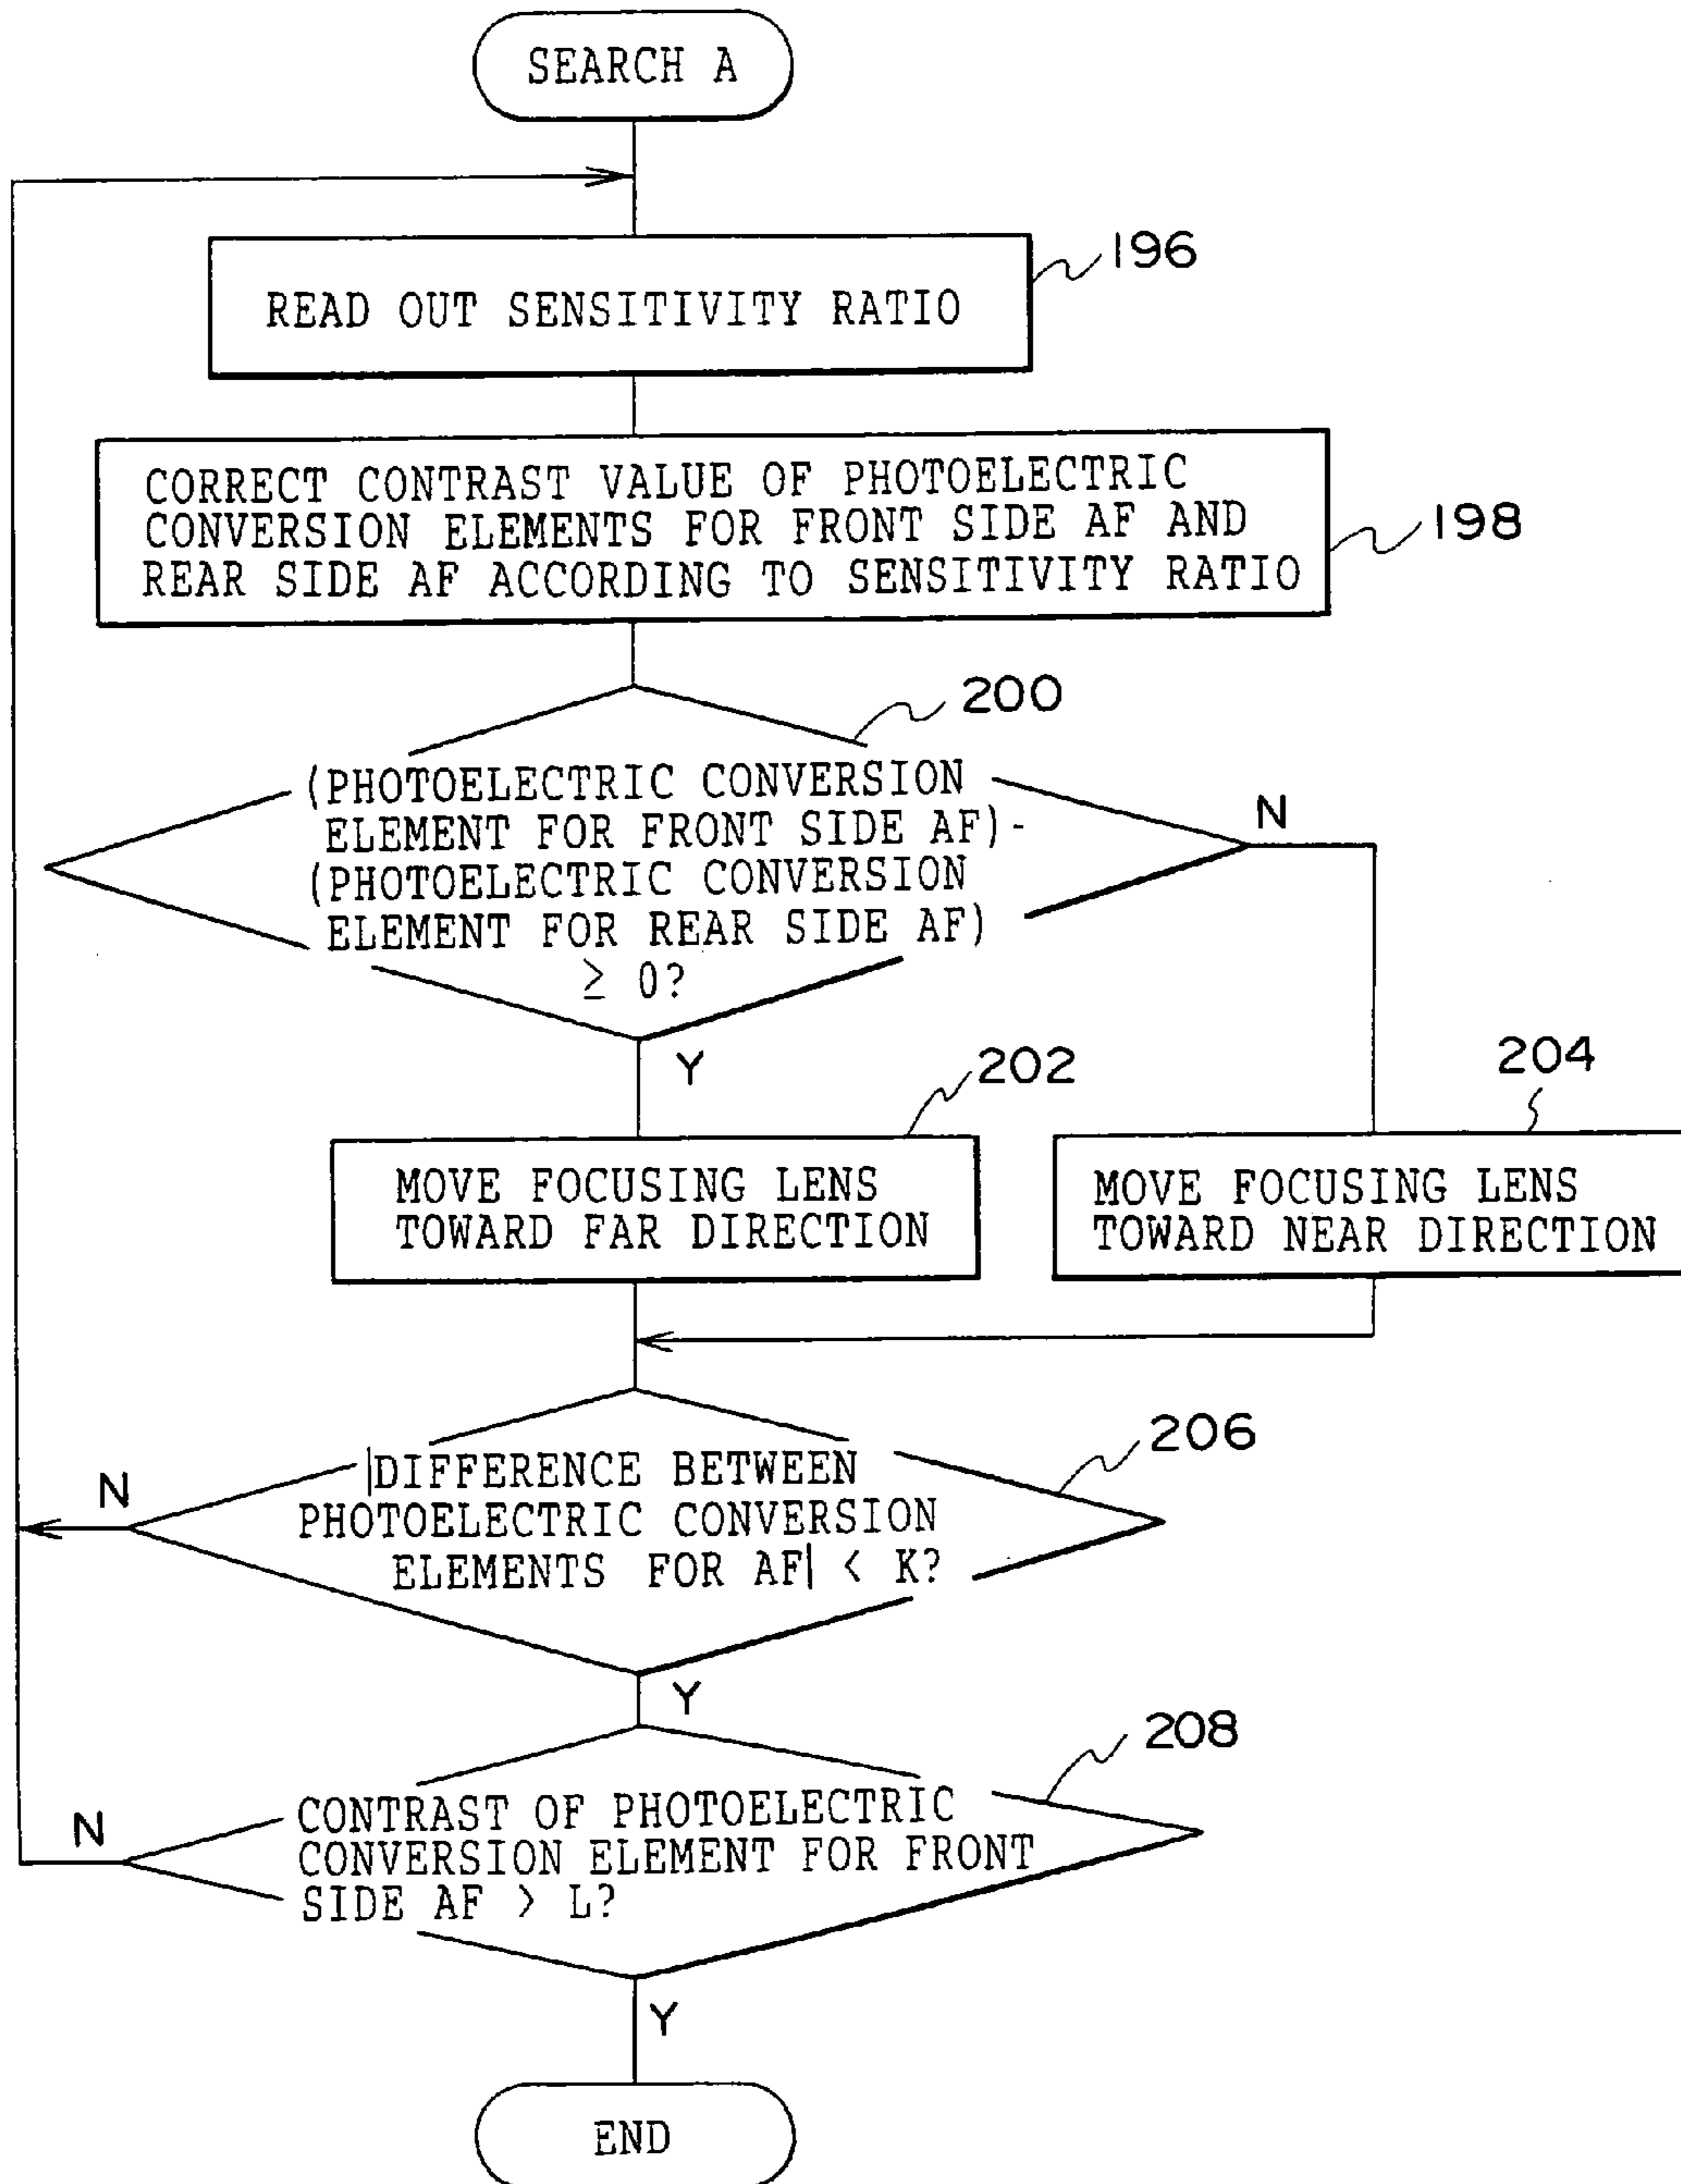 SEARCH A
196
READ OUT SENSITIVITY RATIO
CORRECT CONTRAST VALUE OF PHOTOELECTRIC
CONVERSION ELEMENTS FOR FRONT SIDE AF AND
REAR SIDE AF ACCORDING TO SENSITIVITY RATIO
198
200
(PHOTOELECTRIC CONVERSION
ELEMENT FOR FRONT SIDE AF)-
(PHOTOELECTRIC CONVERSION
ELEMENT FOR REAR SIDE AF)
≥ 0?
N
Y
202
204
MOVE FOCUSING LENS
TOWARD FAR DIRECTION
MOVE FOCUSING LENS
TOWARD NEAR DIRECTION
206
|DIFFERENCE BETWEEN
PHOTOELECTRIC CONVERSION
ELEMENTS FOR AF| < K?
N
Y
208
CONTRAST OF PHOTOELECTRIC
CONVERSION ELEMENT FOR FRONT
SIDE AF > L?
N
Y
END